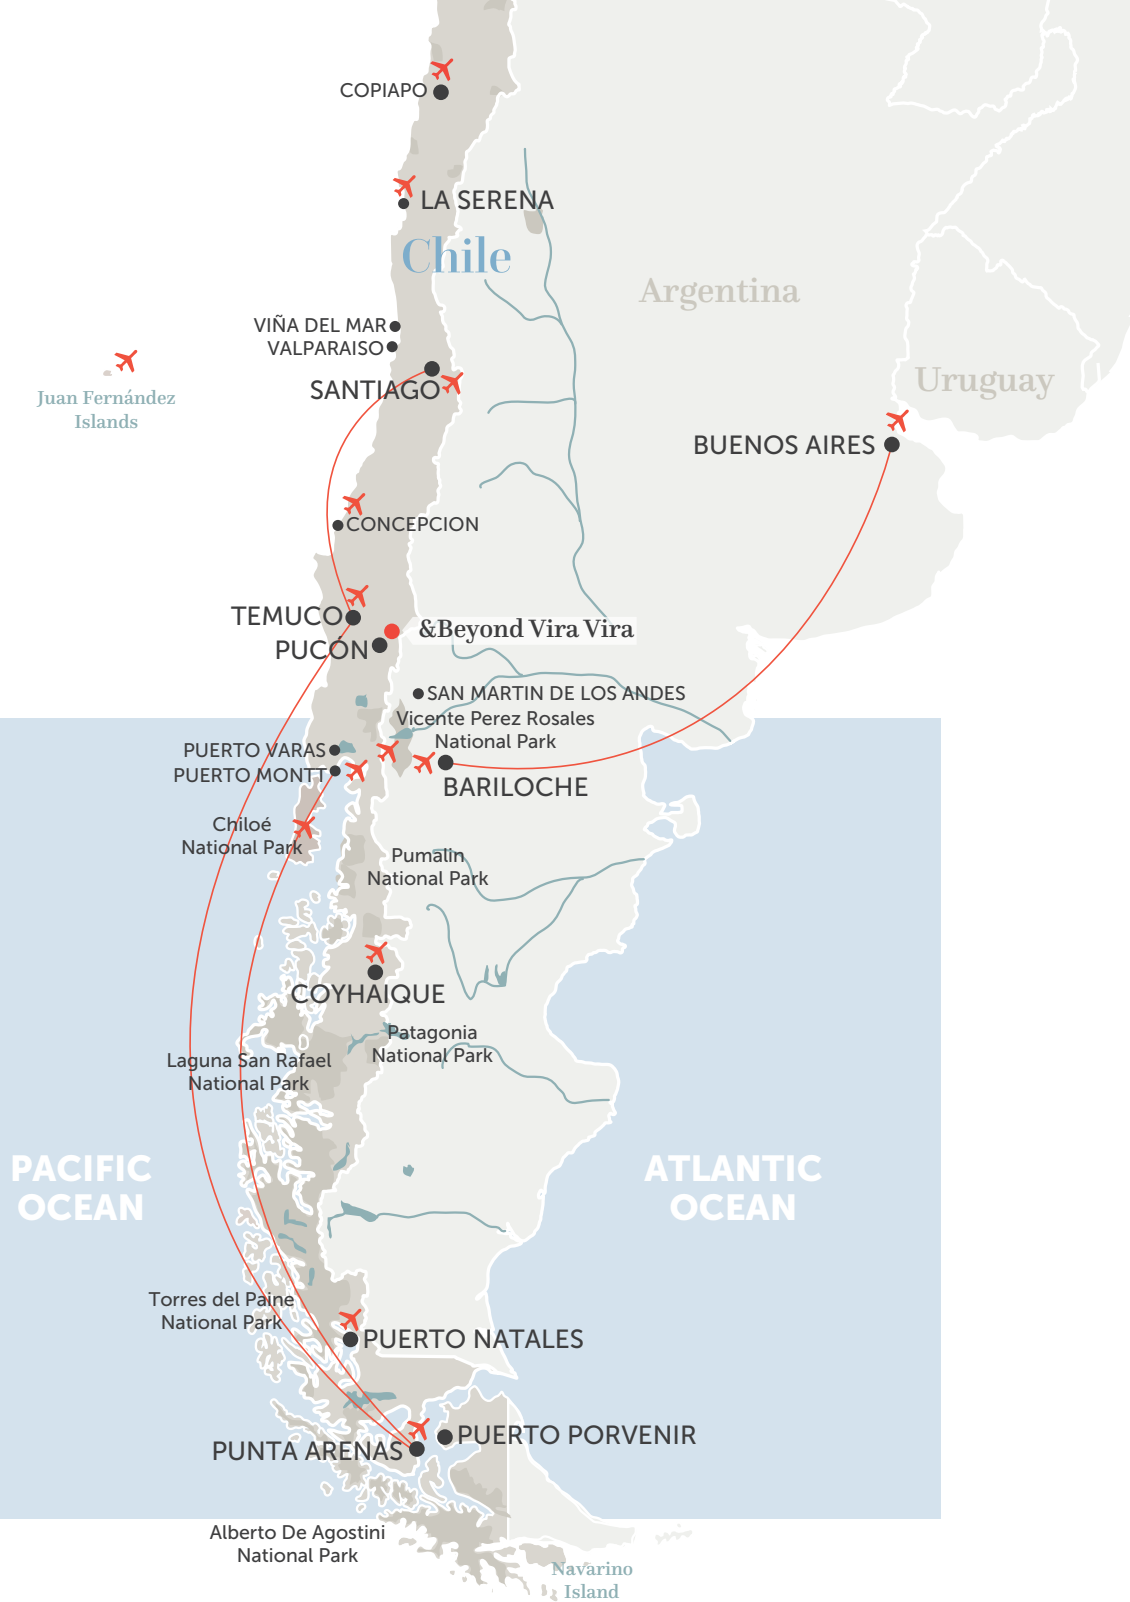 COPIAPO
LA SERENA
Chile
Argentina
VIÑA DEL MAR
VALPARAISO
SANTIAGO
Juan Fernández
Islands
Uruguay
BUENOS AIRES
CONCEPCION
TEMUCO
&Beyond Vira Vira
PUCÓN
SAN MARTIN DE LOS ANDES
Vicente Perez Rosales
National Park
PUERTO VARAS
PUERTO MONTT
BARILOCHE
Chiloé
National Park
Pumalin
National Park
COYHAIQUE
Patagonia
National Park
Laguna San Rafael
National Park
PACIFIC
OCEAN
ATLANTIC
OCEAN
Torres del Paine
National Park
PUERTO NATALES
PUERTO PORVENIR
PUNTA ARENAS
Alberto De Agostini
National Park
Navarino
Island